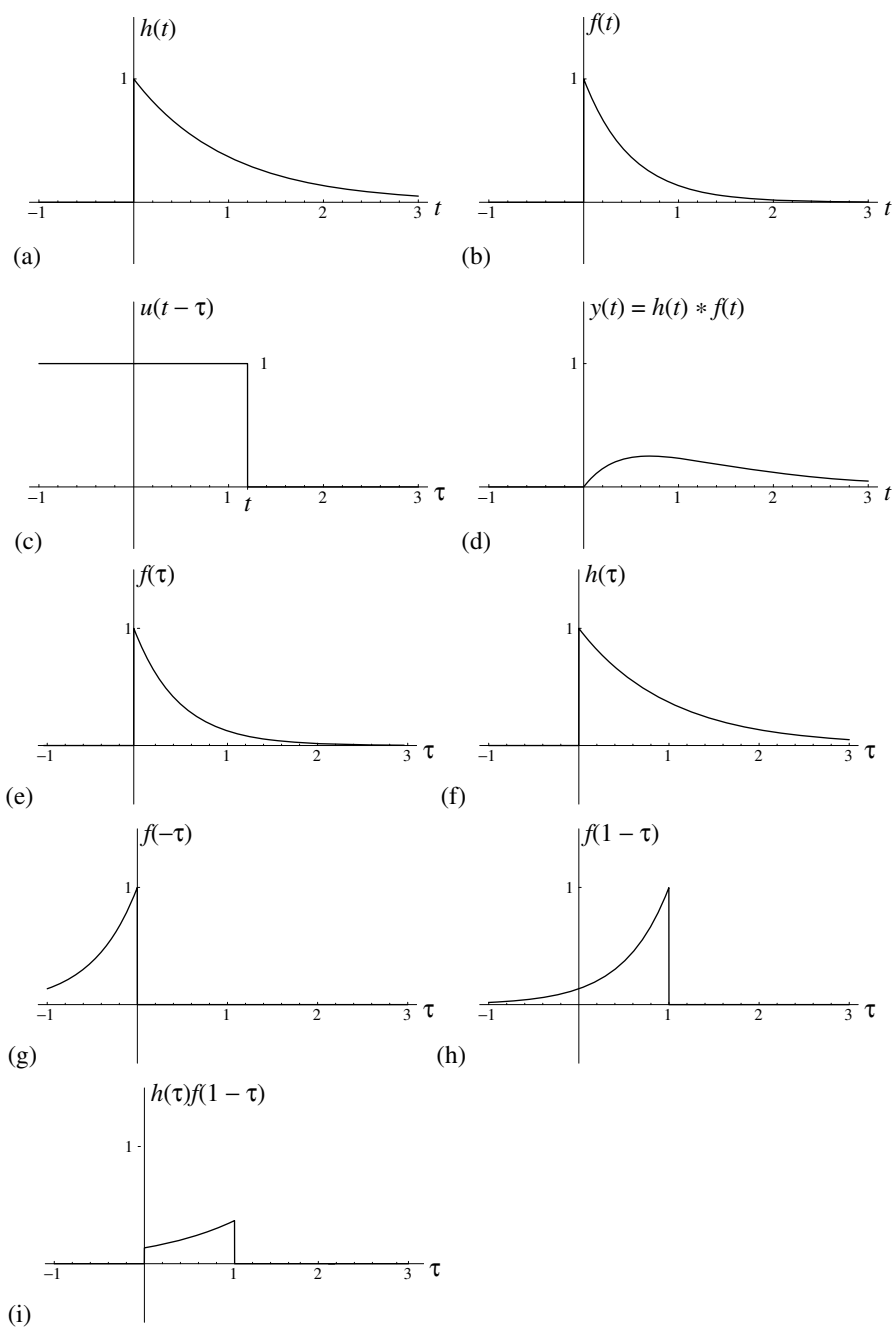 h(t)
1
−1 1 2 3 t
(a)
f(t)
1
−1 1 2 3 t
(b)
u(t − τ)
1
−1 t 1 2 3 τ
(c)
y(t) = h(t) ∗ f(t)
1
−1 1 2 3 t
(d)
f(τ)
1
−1 1 2 3 τ
(e)
h(τ)
1
−1 1 2 3 τ
(f)
f(−τ)
1
−1 1 2 3 τ
(g)
f(1 − τ)
1
−1 1 2 3 τ
(h)
h(τ)f(1 − τ)
1
−1 1 2 3 τ
(i)